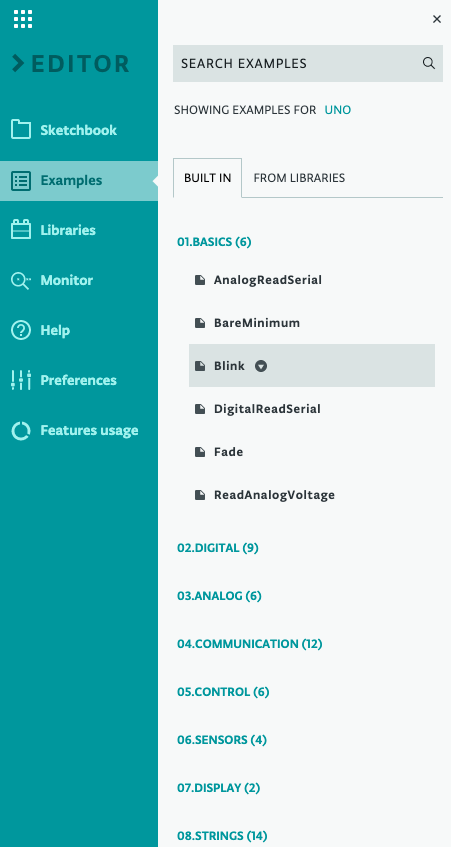 EDITOR
Sketchbook
Examples
Libraries
Monitor
Help
Preferences
Features usage
SEARCH EXAMPLES
SHOWING EXAMPLES FOR UNO
BUILT IN
FROM LIBRARIES
01.BASICS (6)
AnalogReadSerial
BareMinimum
Blink
DigitalReadSerial
Fade
ReadAnalogVoltage
02.DIGITAL (9)
03.ANALOG (6)
04.COMMUNICATION (12)
05.CONTROL (6)
06.SENSORS (4)
07.DISPLAY (2)
08.STRINGS (14)